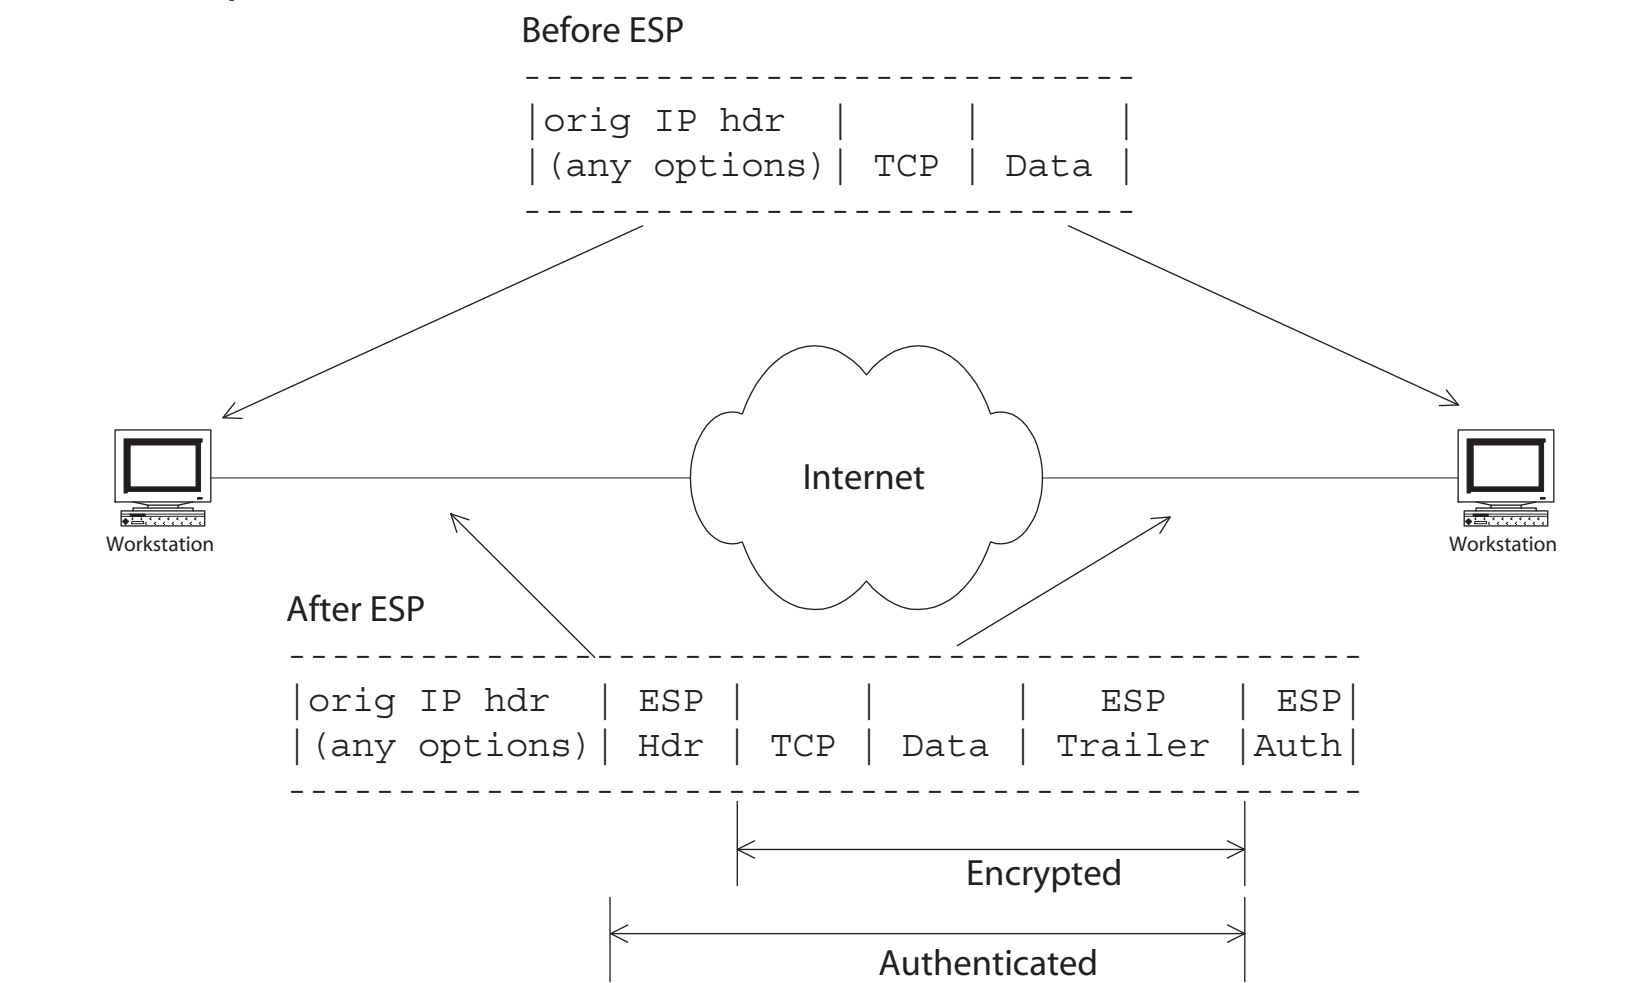 Before ESP
----------------------------
|orig IP hdr | | |
|(any options)| TCP | Data |
----------------------------
Internet
Workstation
Workstation
After ESP
-------------------------------------------------
|orig IP hdr | ESP | | | ESP | ESP|
|(any options)| Hdr | TCP | Data | Trailer |Auth|
-------------------------------------------------
Encrypted
Authenticated